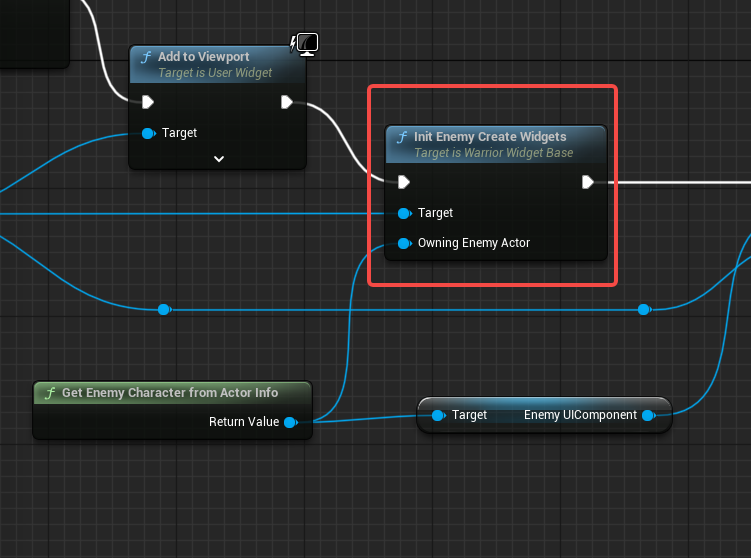 Add to Viewport
Target is User Widget
Target
Init Enemy Create Widgets
Target is Warrior Widget Base
Target
Owning Enemy Actor
Get Enemy Character from Actor Info
Return Value
Target
Enemy UIComponent